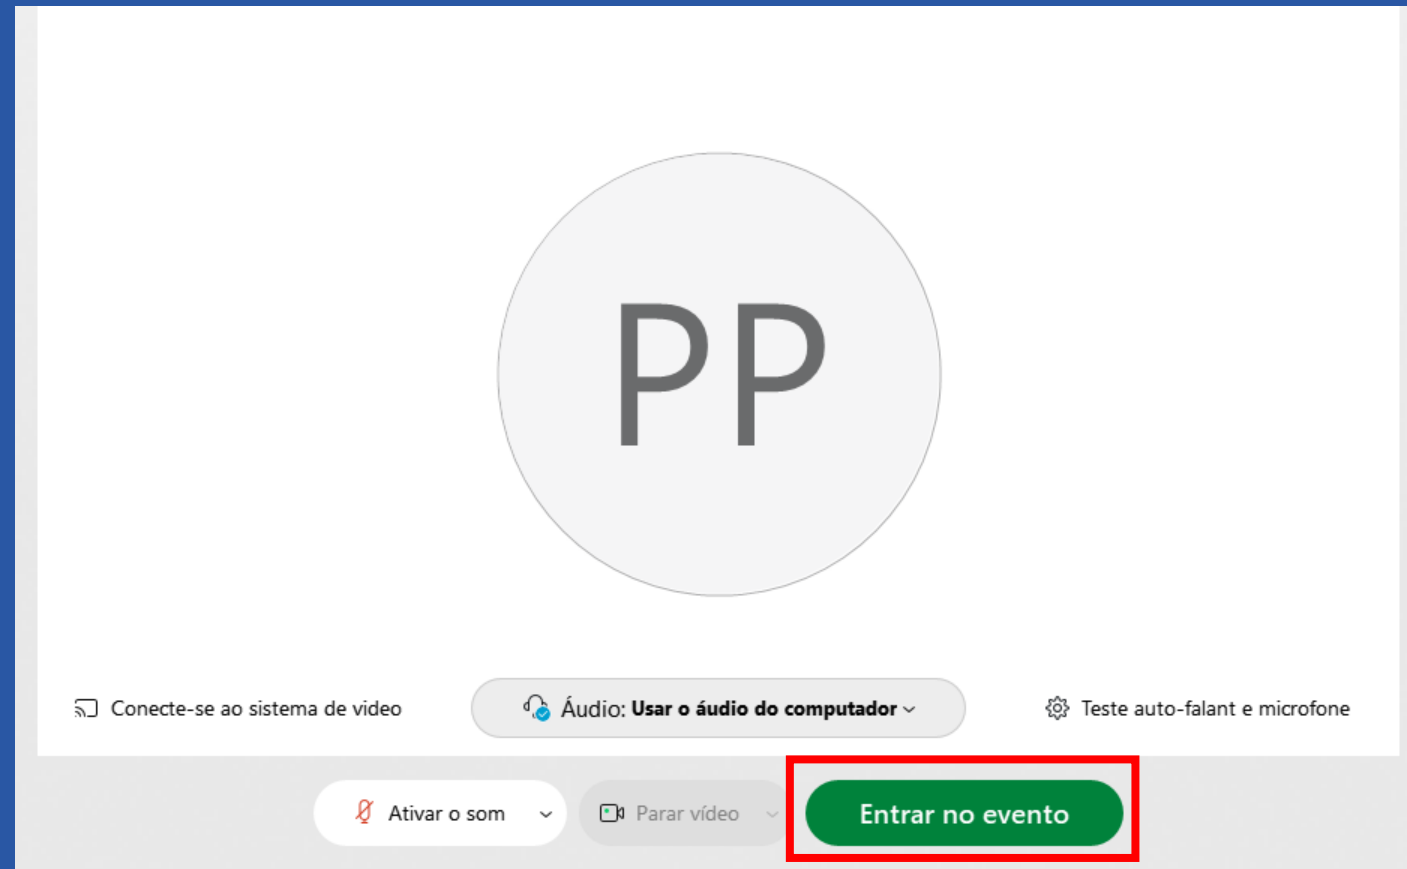 PP
Conecte-se ao sistema de video
Áudio: Usar o áudio do computador
Teste auto-falant e microfone
Ativar o som
Parar vídeo
Entrar no evento